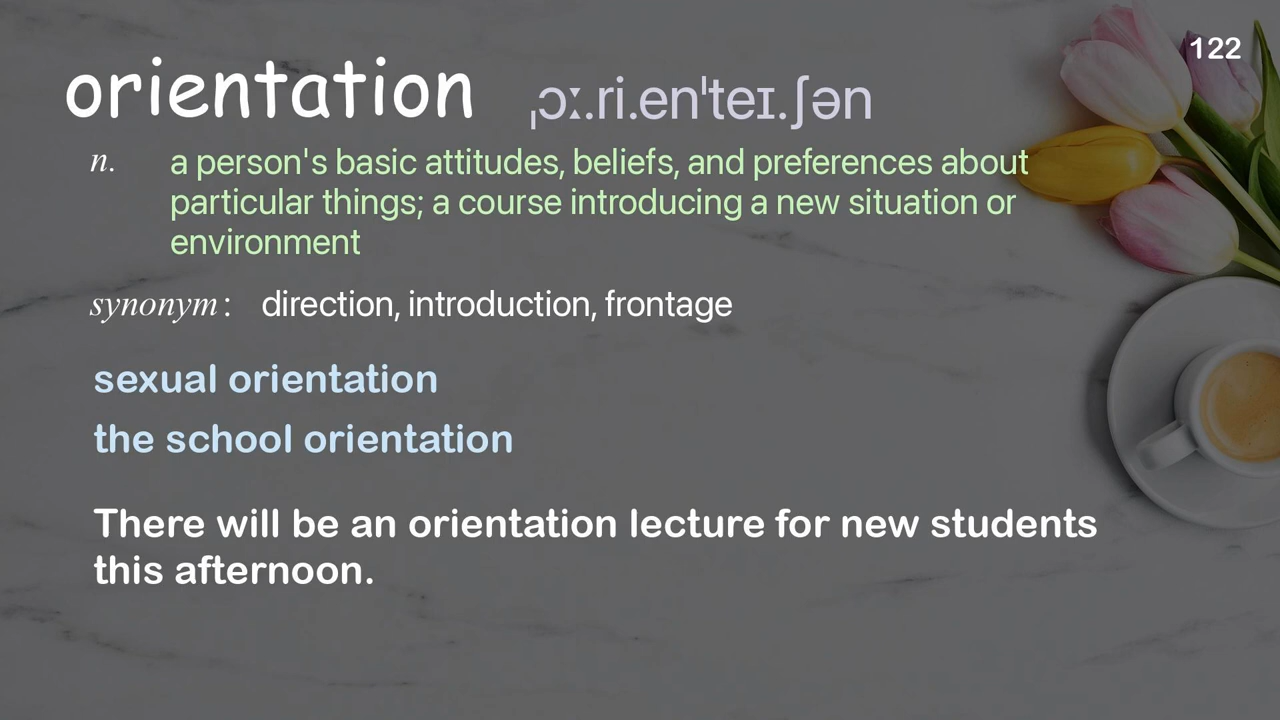 122
orientation ˌɔː.ri.enˈteɪ.ʃən
n. a person's basic attitudes, beliefs, and preferences about
particular things; a course introducing a new situation or
environment
synonym: direction, introduction, frontage
sexual orientation
the school orientation
There will be an orientation lecture for new students
this afternoon.